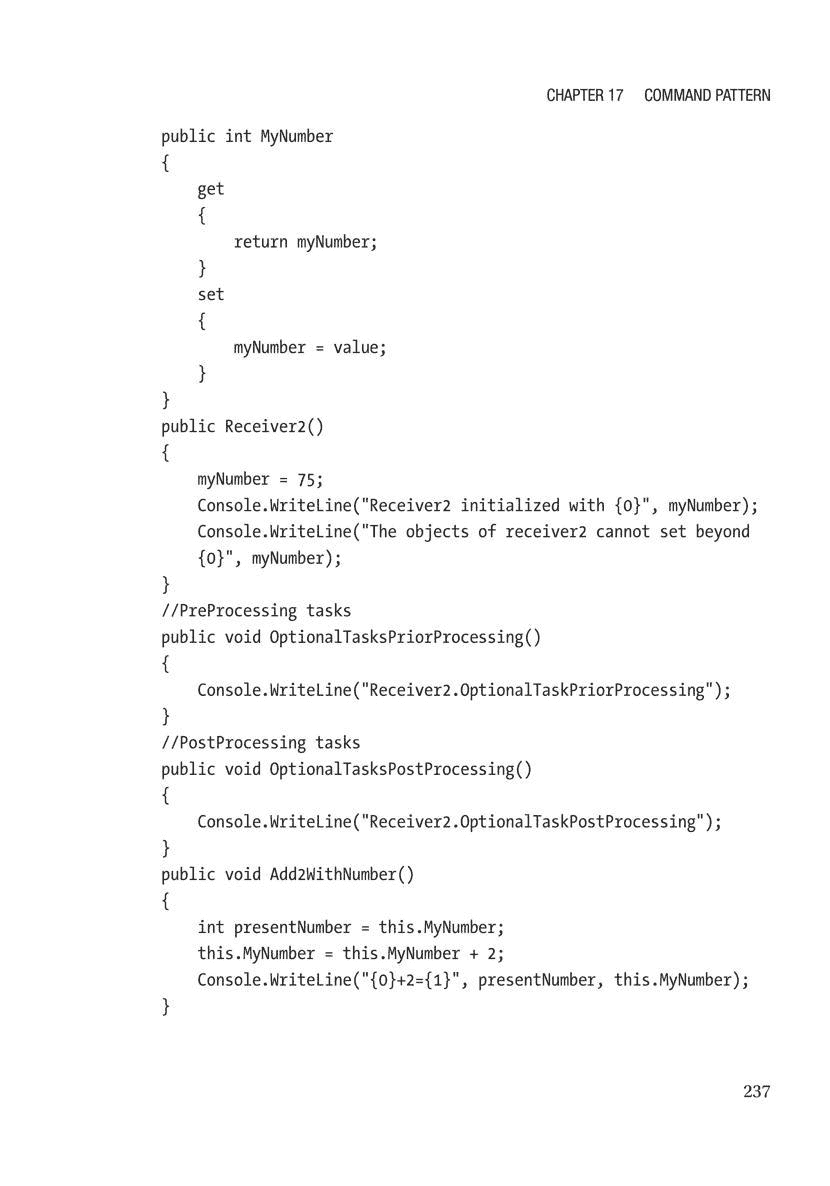 CHAPTER 17 COMMAND PATTERN
public int MyNumber
{
    get
    {
        return myNumber;
    }
    set
    {
        myNumber = value;
    }
}
public Receiver2()
{
    myNumber = 75;
    Console.WriteLine("Receiver2 initialized with {0}", myNumber);
    Console.WriteLine("The objects of receiver2 cannot set beyond
    {0}", myNumber);
}
//PreProcessing tasks
public void OptionalTasksPriorProcessing()
{
    Console.WriteLine("Receiver2.OptionalTaskPriorProcessing");
}
//PostProcessing tasks
public void OptionalTasksPostProcessing()
{
    Console.WriteLine("Receiver2.OptionalTaskPostProcessing");
}
public void Add2WithNumber()
{
    int presentNumber = this.MyNumber;
    this.MyNumber = this.MyNumber + 2;
    Console.WriteLine("{0}+2={1}", presentNumber, this.MyNumber);
}
237